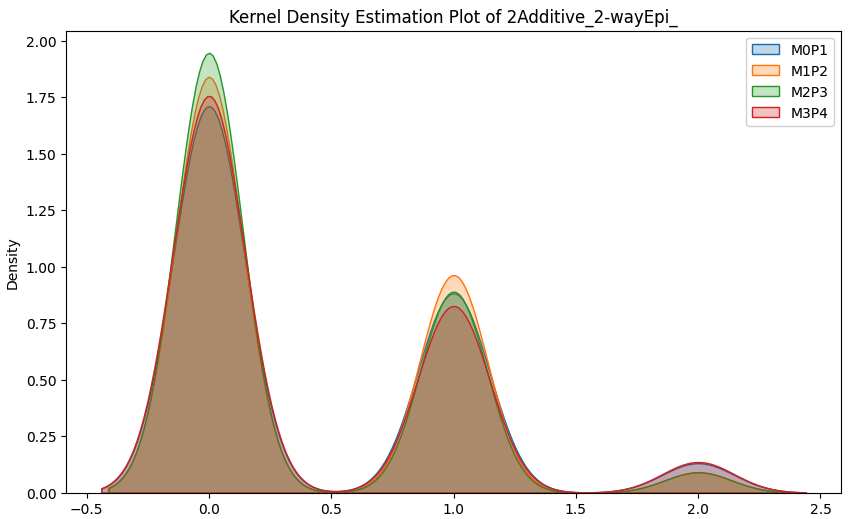 Kernel Density Estimation Plot of 2Additive_2-wayEpi_
M0P1
M1P2
M2P3
M3P4
Density
2.00
1.75
1.50
1.25
1.00
0.75
0.50
0.25
0.00
−0.5 0.0 0.5 1.0 1.5 2.0 2.5